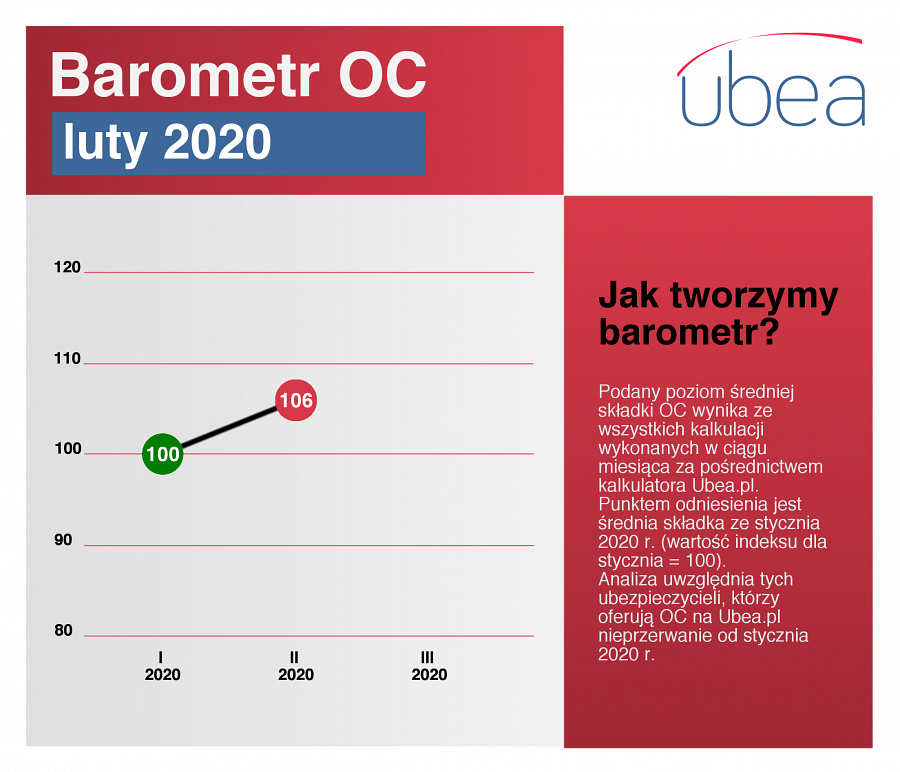 Barometr OC
luty 2020
ubea
120
110
100
90
80
100
106
I
2020
II
2020
III
2020
Jak tworzymy
barometr?
Podany poziom średniej
składki OC wynika ze
wszystkich kalkulacji
wykonanych w ciągu
miesiąca za pośrednictwem
kalkulatora Ubea.pl.
Punktem odniesienia jest
średnia składka ze stycznia
2020 r. (wartość indeksu dla
stycznia = 100).
Analiza uwzględnia tych
ubezpieczycieli, którzy
oferują OC na Ubea.pl
nieprzerwanie od stycznia
2020 r.